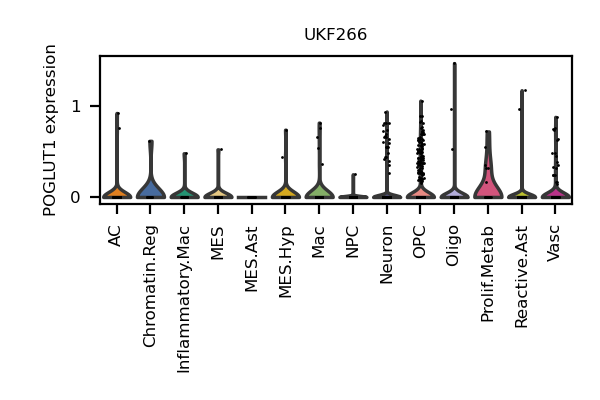 UKF266
POGLUT1 expression
1
0
AC
Chromatin.Reg
Inflammatory.Mac
MES
MES.Ast
MES.Hyp
Mac
NPC
Neuron
OPC
Oligo
Prolif.Metab
Reactive.Ast
Vasc